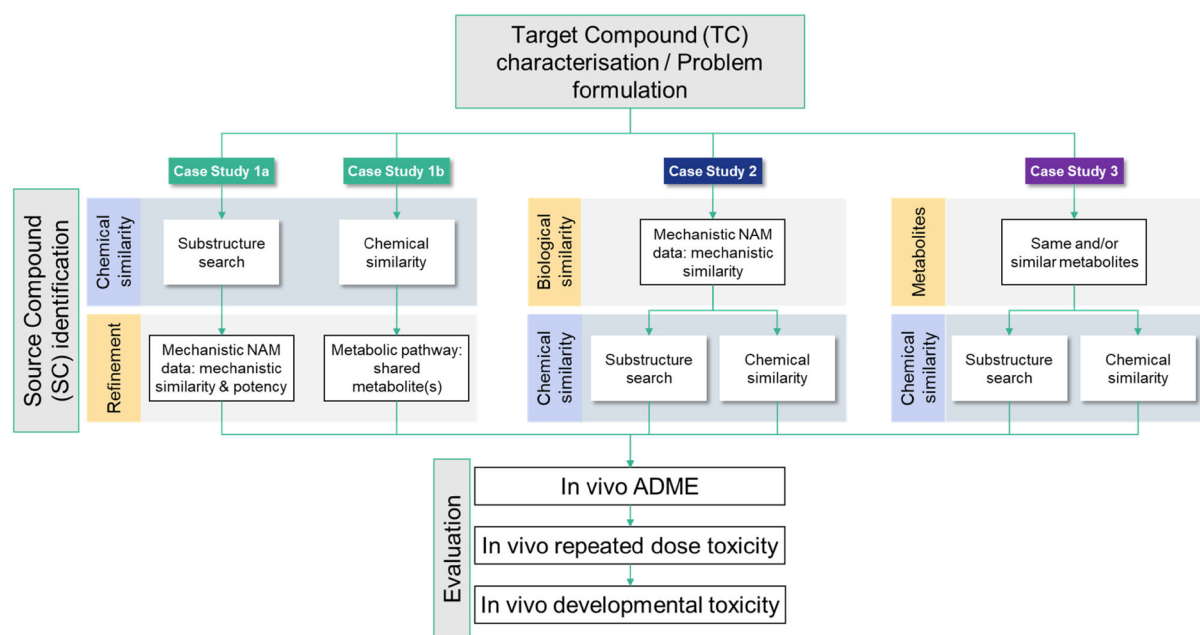 Target Compound (TC)
characterisation / Problem
formulation
Case Study 1a
Case Study 1b
Case Study 2
Case Study 3
Source Compound
(SC) identification
Chemical
similarity
Substructure
search
Chemical
similarity
Biological
similarity
Mechanistic NAM
data: mechanistic
similarity
Metabolites
Same and/or
similar metabolites
Refinement
Mechanistic NAM
data: mechanistic
similarity & potency
Metabolic pathway:
shared
metabolite(s)
Chemical
similarity
Substructure
search
Chemical
similarity
Chemical
similarity
Substructure
search
Chemical
similarity
Evaluation
In vivo ADME
In vivo repeated dose toxicity
In vivo developmental toxicity